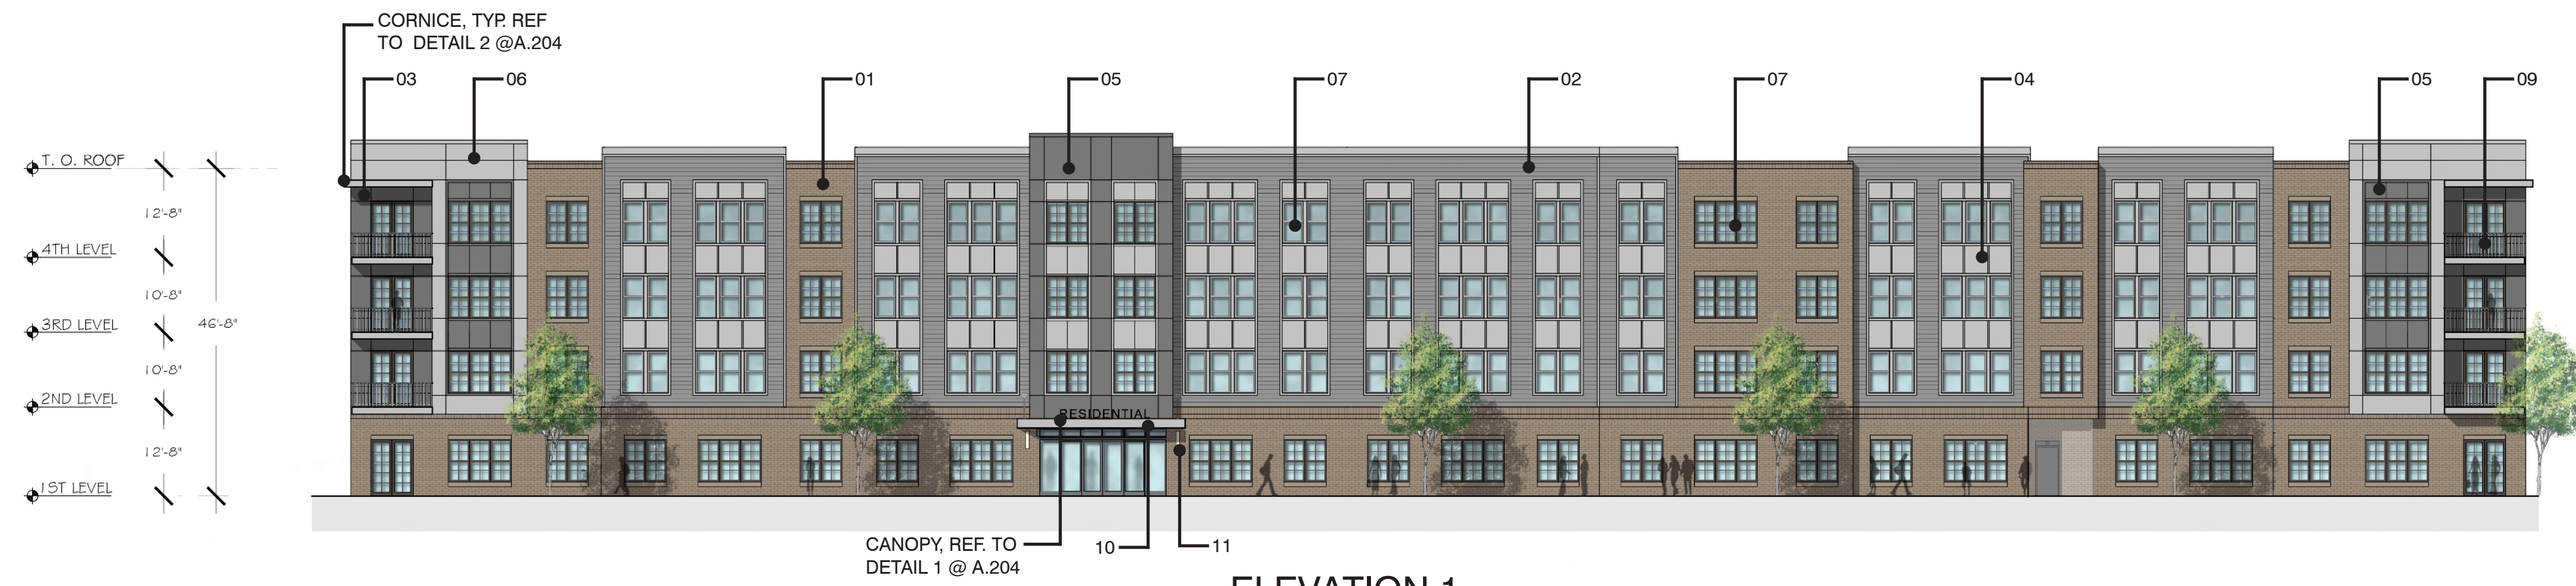 CORNICE, TYP. REF
TO DETAIL 2 @A.204
03
06
01
05
07
02
07
04
05
09
T. O. ROOF
12'-8"
4TH LEVEL
10'-8"
3RD LEVEL
46'-8"
10'-8"
2ND LEVEL
12'-8"
1ST LEVEL
RESIDENTIAL
CANOPY, REF. TO
DETAIL 1 @ A.204
10
11
ELEVATION 1